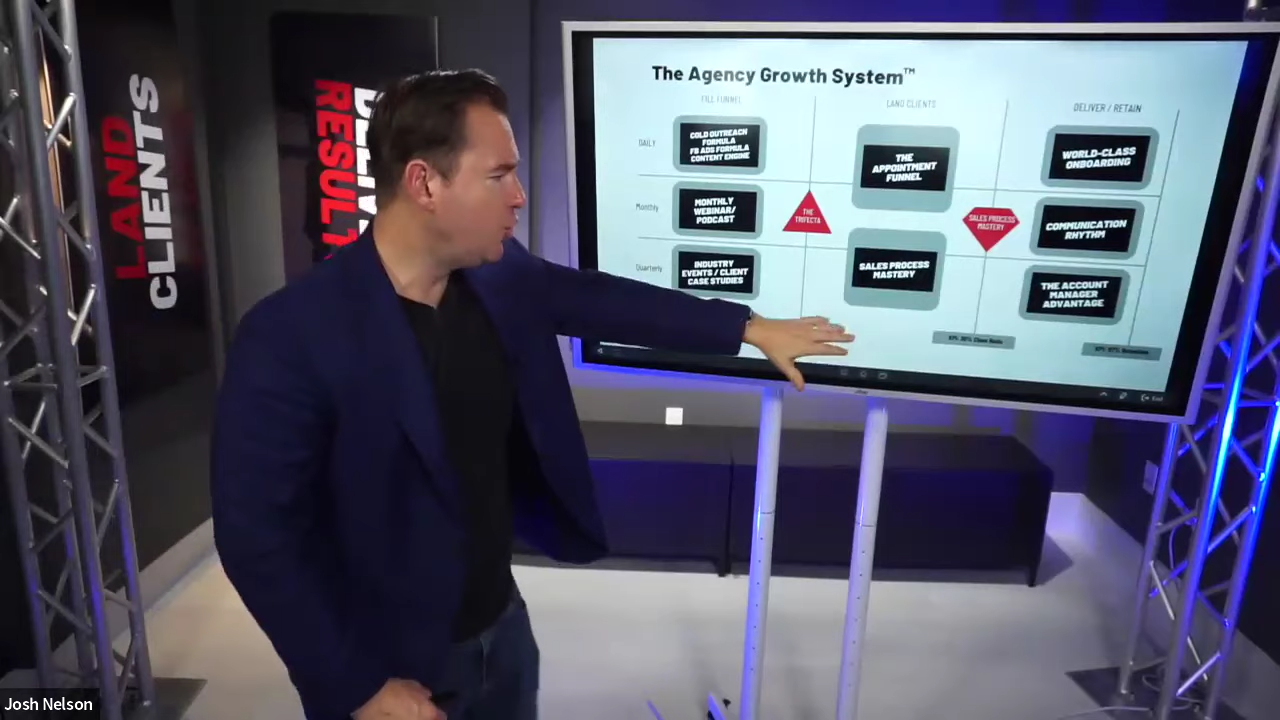 LAND
CLIENTS
The Agency Growth System™
FILL FUNNEL
LAND CLIENTS
DELIVER / RETAIN
DAILY
COLD OUTREACH
FORMULA
FB ADS FORMULA
CONTENT ENGINE
THE
APPOINTMENT
FUNNEL
WORLD-CLASS
ONBOARDING
Monthly
MONTHLY
WEBINAR/
PODCAST
THE
TRIFECTA
SALES PROCESS
MASTERY
COMMUNICATION
RHYTHM
Quarterly
INDUSTRY
EVENTS / CLIENT
CASE STUDIES
SALES PROCESS
MASTERY
THE ACCOUNT
MANAGER
ADVANTAGE
Exit
Josh Nelson